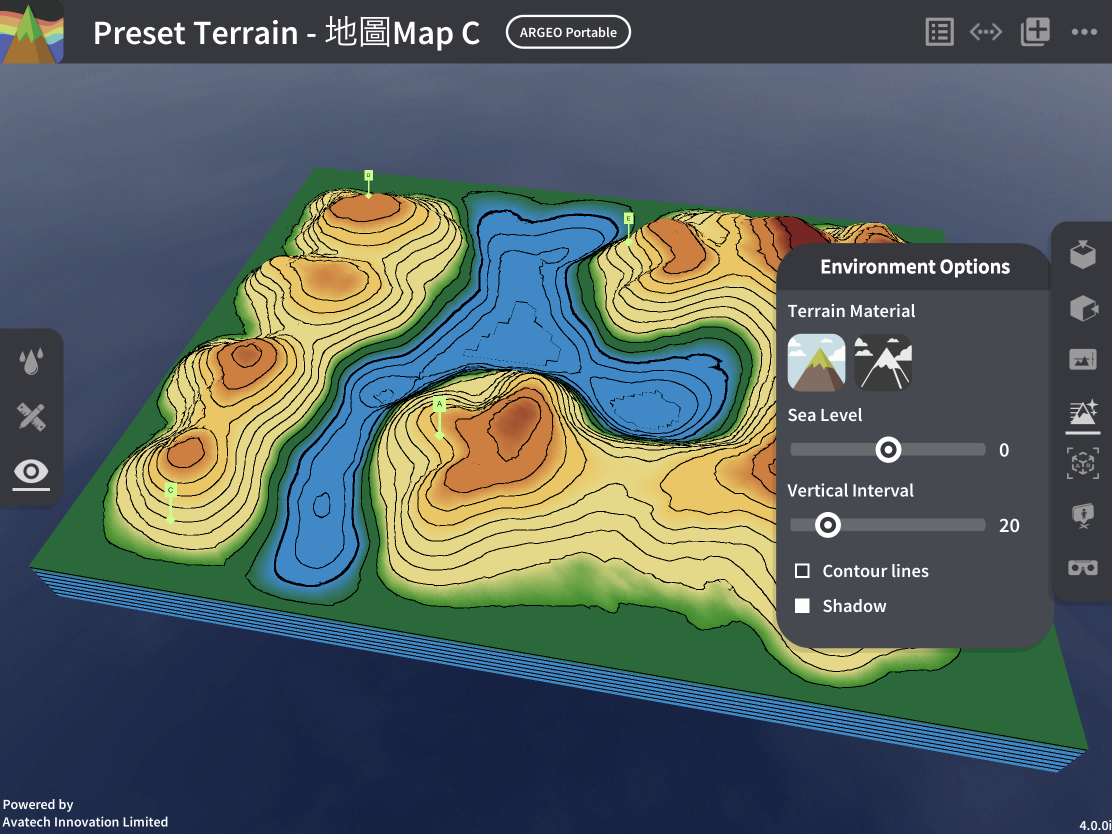 Preset Terrain - 地圖Map C
ARGEO Portable
B
E
A
C
Environment Options
Terrain Material
Sea Level
0
Vertical Interval
20
Contour lines
Shadow
Powered by
Avatech Innovation Limited
4.0.0i